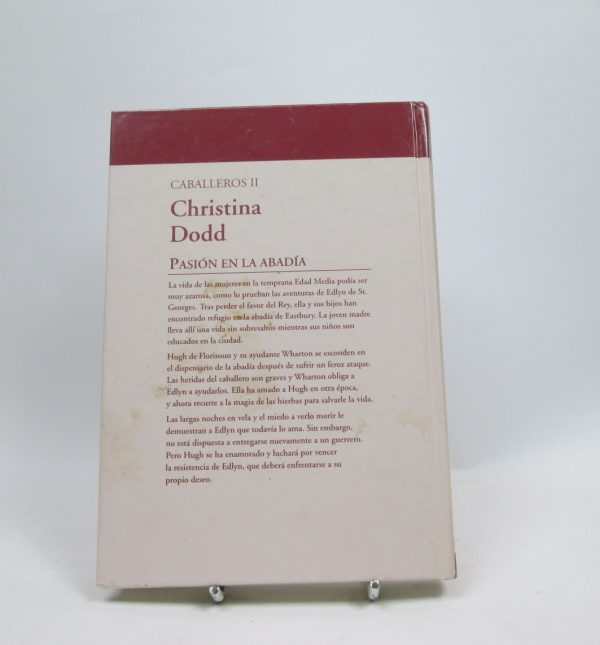 CABALLEROS II
Christina
Dodd
PASIÓN EN LA ABADÍA
La vida de las mujeres en la temprana Edad Media podía ser
muy azarosa, como lo prueban las aventuras de Edlyn de St.
Georges. Tras perder el favor del Rey, ella y sus hijos han
encontrado refugio en la abadía de Eastbury. La joven madre
lleva allí una vida sin sobresaltos mientras sus niños son
educados en la ciudad.
Hugh de Florisoun y su ayudante Wharton se esconden en
el dispensario de la abadía después de sufrir un feroz ataque.
Las heridas del caballero son graves y Wharton obliga a
Edlyn a ayudarlos. Ella ha amado a Hugh en otra época,
y ahora recurre a la magia de las hierbas para salvarle la vida.
Las largas noches en vela y el miedo a verlo morir le
demuestran a Edlyn que todavía lo ama. Sin embargo,
no está dispuesta a entregarse nuevamente a un guerrero.
Pero Hugh se ha enamorado y luchará por vencer
la resistencia de Edlyn, que deberá enfrentarse a su
propio deseo.